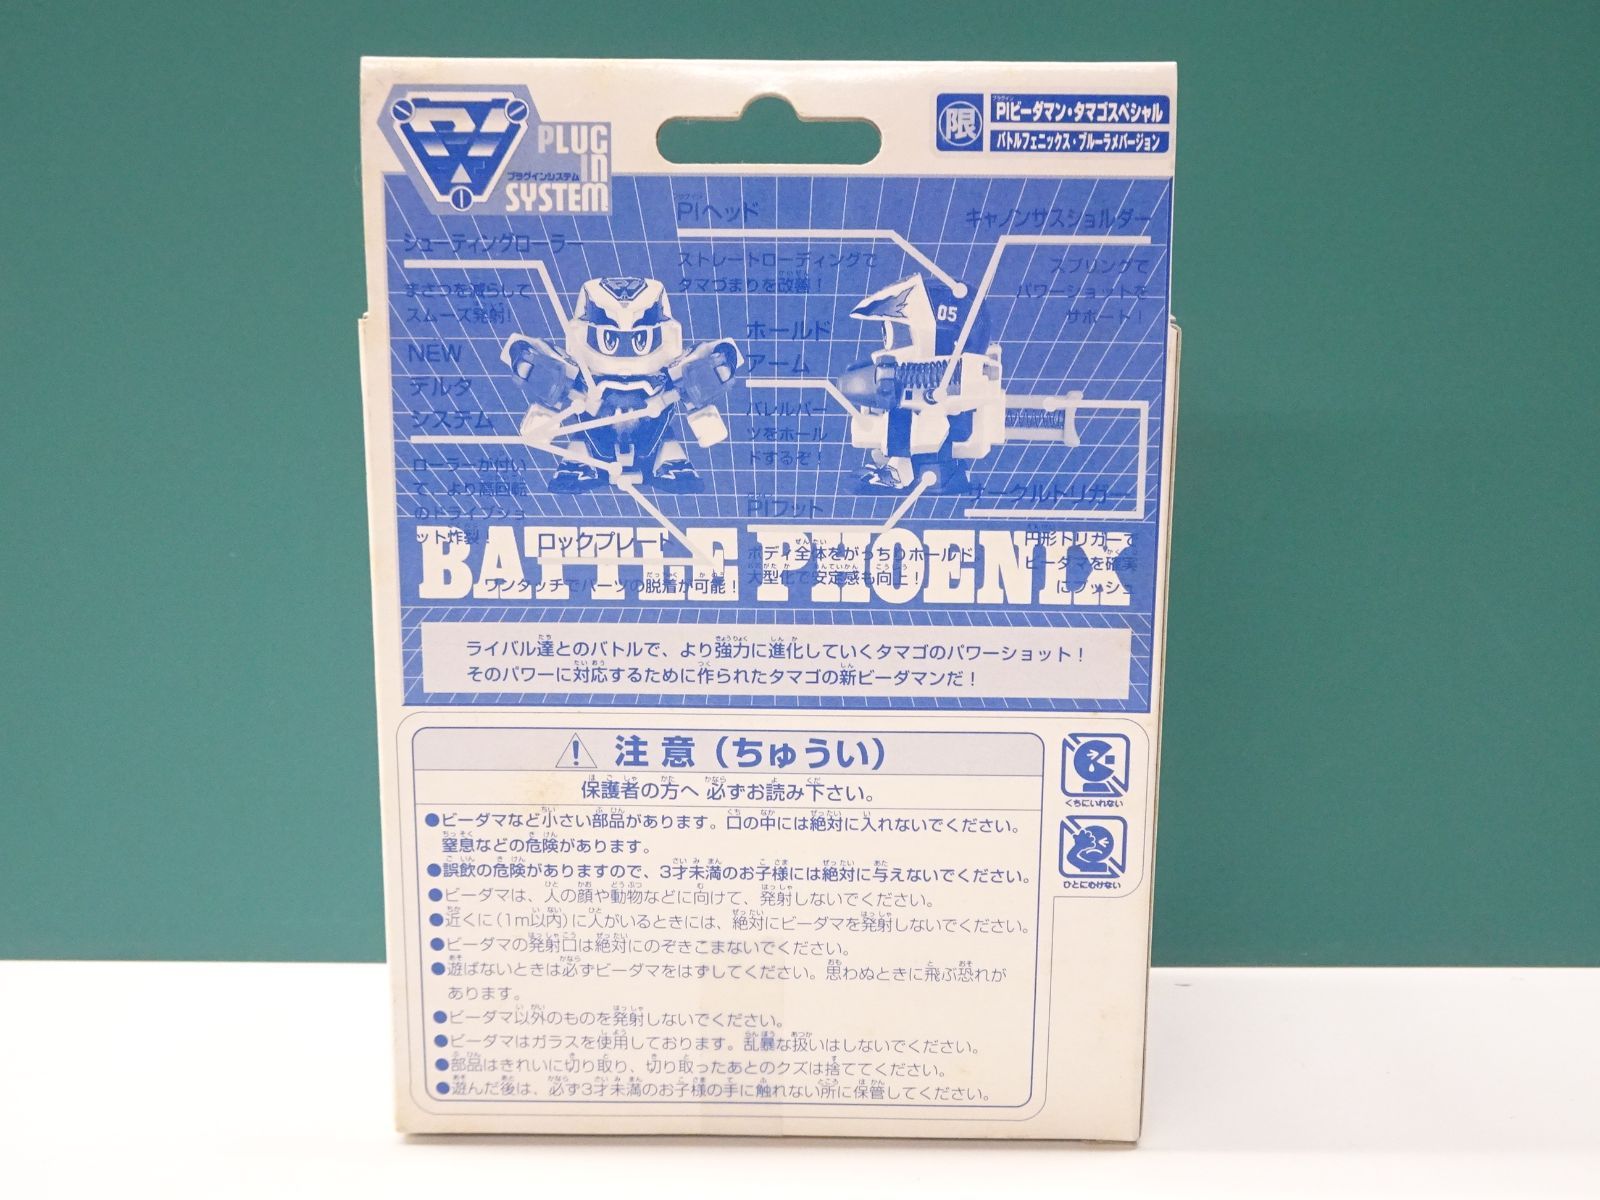 PI
PLUG
IN
プラグインシステム
SYSTEM
限
PIビーダマン・タマゴスペシャル
バトルフェニックス・ブルーラメバージョン
シューティングローラー
まさつを減らして
スムーズ発射!
NEW
デルタ
システム
ローラーが付い
て、より高回転
のドライブショ
ット炸裂!
PIヘッド
ストレートローディングで
タマづまりを改善!
キャノンサスショルダー
スプリングで
パワーショットを
サポート!
ホールド
アーム
バレルパー
ツをホール
ドするぞ!
05
PIフット
ボディ全体をがっちりホールド
大型化で安定感も向上!
サークルトリガー
円形トリガーで
ビーダマを確実
にプッシュ
ロックプレート
ワンタッチでパーツの脱着が可能!
BATTLE PHOENIX
ライバル達とのバトルで、より強力に進化していくタマゴのパワーショット!
そのパワーに対応するために作られたタマゴの新ビーダマンだ!
注意(ちゅうい)
保護者の方へ 必ずお読み下さい。
●ビーダマなど小さい部品があります。口の中には絶対に入れないでください。
窒息などの危険があります。
●誤飲の危険がありますので、3才未満のお子様には絶対に与えないでください。
●ビーダマは、人の顔や動物などに向けて、発射しないでください。
●近くに(1m以内)に人がいるときには、絶対にビーダマを発射しないでください。
●ビーダマの発射口は絶対にのぞきこまないでください。
●遊ばないときは必ずビーダマをはずしてください。思わぬときに飛ぶ恐れが
あります。
●ビーダマ以外のものを発射しないでください。
●ビーダマはガラスを使用しております。乱暴な扱いはしないでください。
●部品はきれいに切り取り、切り取ったあとのクズは捨ててください。
●遊んだ後は、必ず3才未満のお子様の手に触れない所に保管してください。
くちにいれない
ひとにむけない